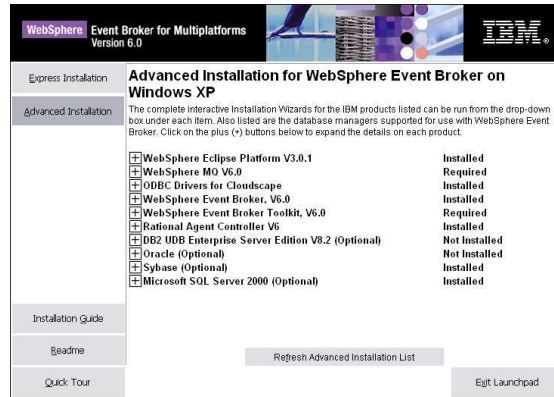 WebSphere Event Broker for Multiplatforms
Version 6.0
IBM
Express Installation
Advanced Installation
Advanced Installation for WebSphere Event Broker on
Windows XP
The complete interactive Installation Wizards for the IBM products listed can be run from the drop-down
box under each item. Also listed are the database managers supported for use with WebSphere Event
Broker. Click on the plus (+) buttons below to expand the details on each product.
WebSphere Eclipse Platform V3.0.1 Installed
WebSphere MQ V6.0 Required
ODBC Drivers for Cloudscape Installed
WebSphere Event Broker, V6.0 Installed
WebSphere Event Broker Toolkit, V6.0 Required
Rational Agent Controller V6 Installed
DB2 UDB Enterprise Server Edition V8.2 (Optional) Not Installed
Oracle (Optional) Not Installed
Sybase (Optional) Installed
Microsoft SQL Server 2000 (Optional) Installed
Installation Guide
Readme
Refresh Advanced Installation List
Quick Tour
Exit Launchpad